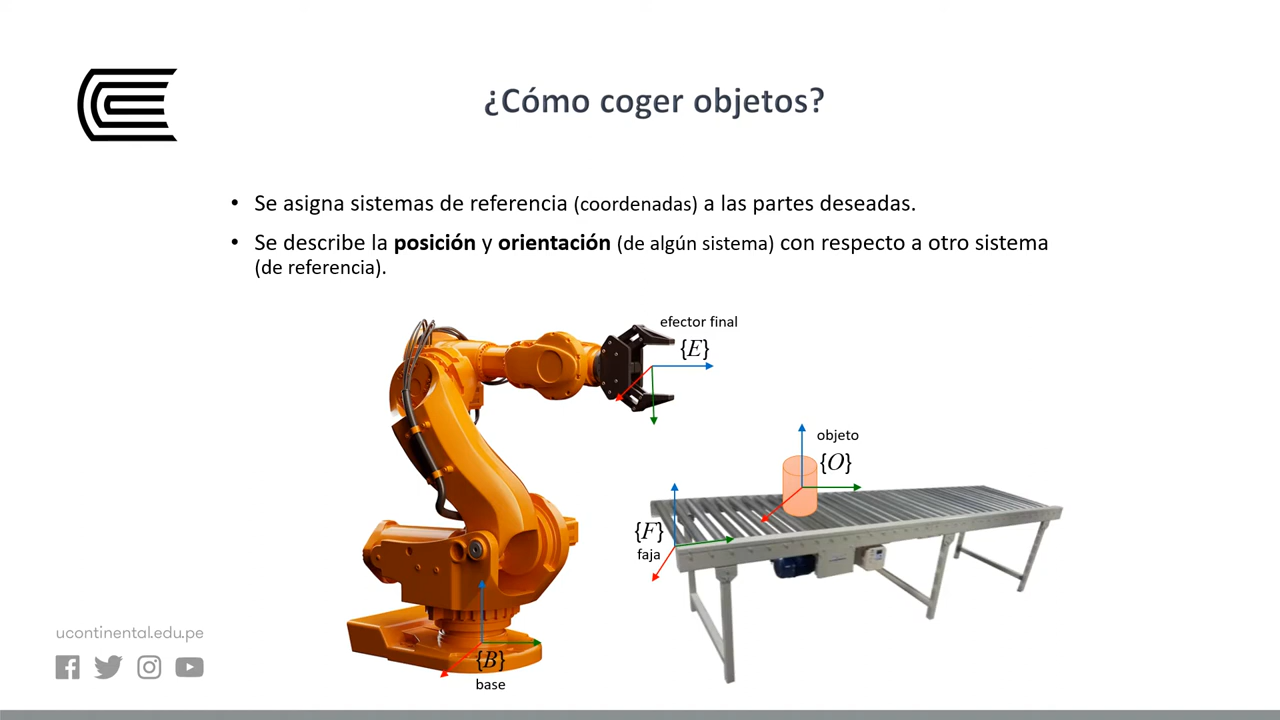 ¿Cómo coger objetos?
• Se asigna sistemas de referencia (coordenadas) a las partes deseadas.
• Se describe la posición y orientación (de algún sistema) con respecto a otro sistema
(de referencia).
efector final
{E}
objeto
{O}
{F}
faja
{B}
base
ucontinental.edu.pe